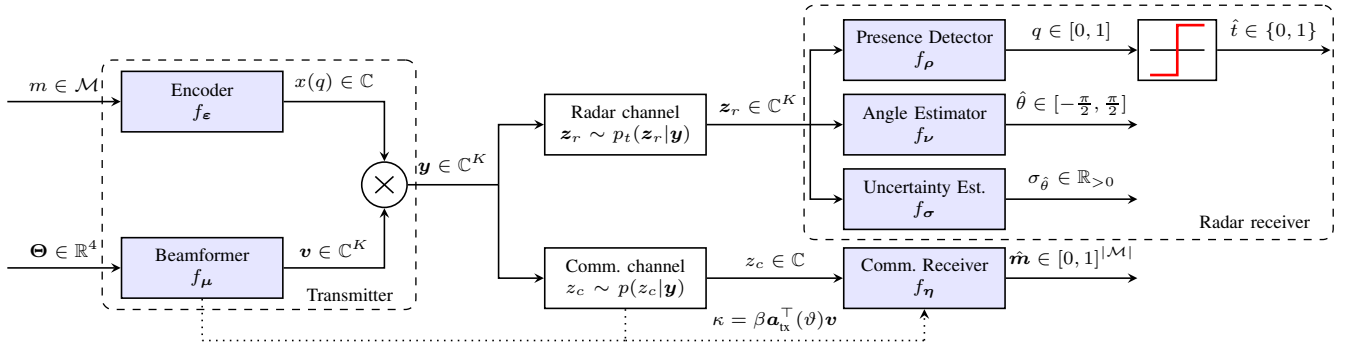 m ∈ ℳ
Encoder
f_ε
x(q) ∈ ℂ
Θ ∈ ℝ⁴
Beamformer
f_μ
v ∈ ℂ^K
Transmitter
y ∈ ℂ^K
Radar channel
z_r ∼ p_t(z_r|y)
z_r ∈ ℂ^K
Presence Detector
f_ρ
q ∈ [0, 1]
t̂ ∈ {0, 1}
Angle Estimator
f_ν
θ̂ ∈ [−π/2, π/2]
Uncertainty Est.
f_σ
σ_θ̂ ∈ ℝ_{>0}
Radar receiver
Comm. channel
z_c ∼ p(z_c|y)
z_c ∈ ℂ
Comm. Receiver
f_η
m̂ ∈ [0, 1]^{|ℳ|}
κ = βa_tx^⊤(ϑ)v